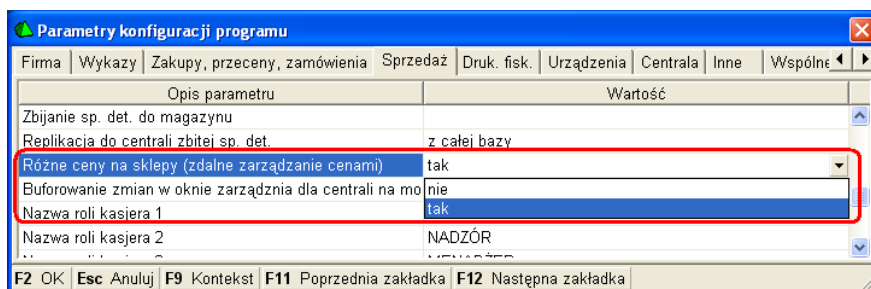 Parametry konfiguracji programu
Firma Wykazy Zakupy, przeceny, zamówienia Sprzedaż Druk. fisk. Urządzenia Centrala Inne Wspólne
Opis parametru Wartość
Zbijanie sp. det. do magazynu
Replikacja do centrali zbitej sp. det. z całej bazy
Różne ceny na sklepy (zdalne zarządzanie cenami) tak
Buforowanie zmian w oknie zarządznia dla centrali na mo nie
Nazwa roli kasjera 1 tak
Nazwa roli kasjera 2 NADZÓR
F2 OK Esc Anuluj F9 Kontekst F11 Poprzednia zakładka F12 Następna zakładka